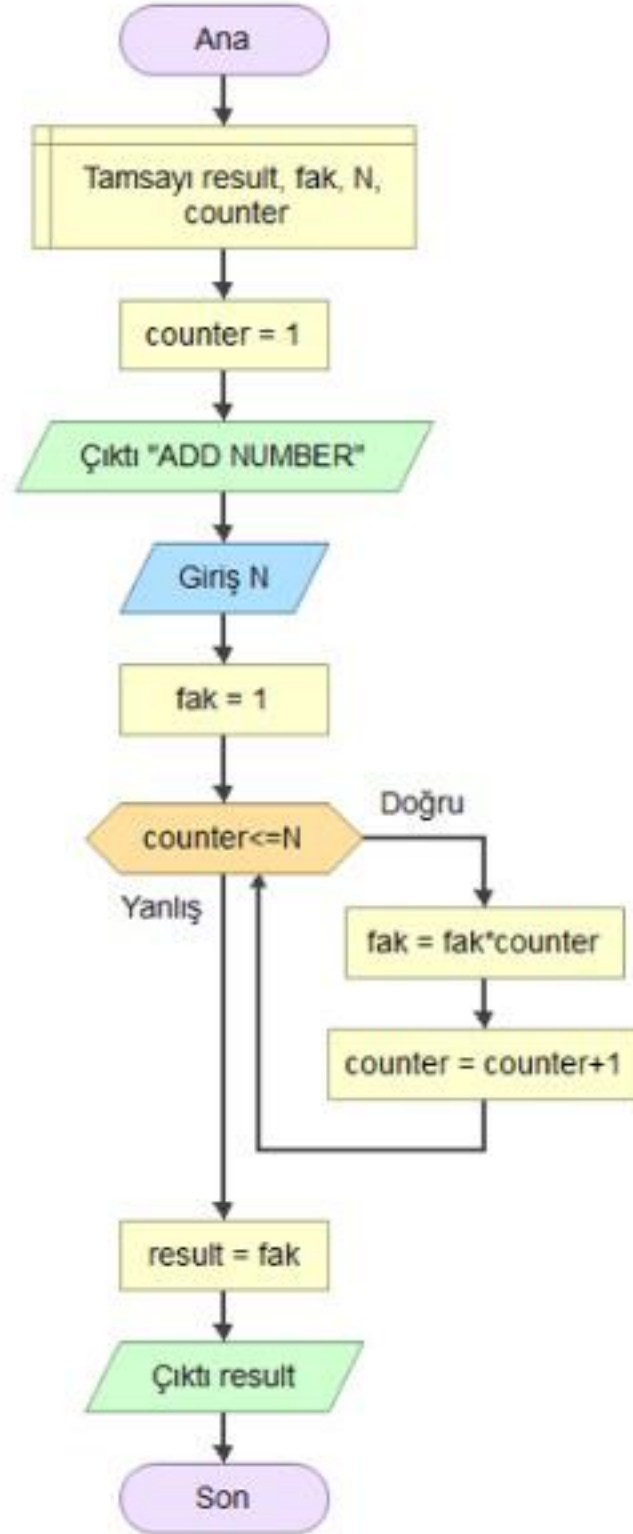 Ana
Tamsayı result, fak, N,
counter
counter = 1
Çıktı "ADD NUMBER"
Giriş N
fak = 1
counter<=N
Doğru
Yanlış
fak = fak*counter
counter = counter+1
result = fak
Çıktı result
Son